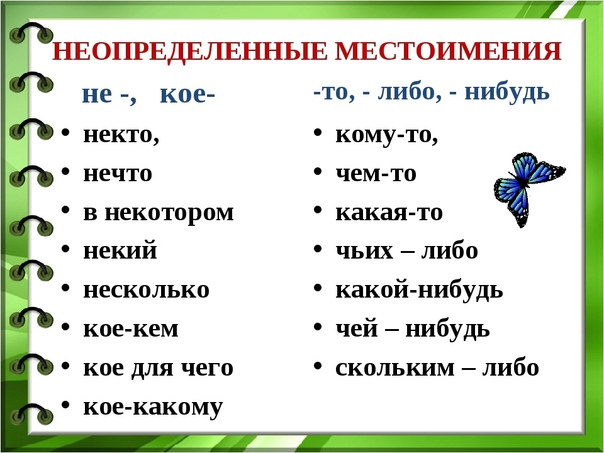 НЕОПРЕДЕЛЕННЫЕ МЕСТОИМЕНИЯ
не -, кое-
• некто,
• нечто
• в некотором
• некий
• несколько
• кое-кем
• кое для чего
• кое-какому
-то, - либо, - нибудь
• кому-то,
• чем-то
• какая-то
• чьих – либо
• какой-нибудь
• чей – нибудь
• скольким – либо